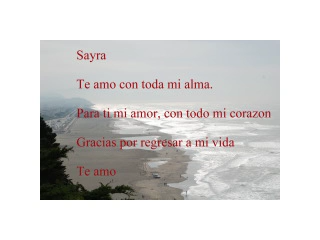 Sayra
Te amo con toda mi alma.
Para ti mi amor, con todo mi corazon
Gracias por regresar a mi vida
Te amo